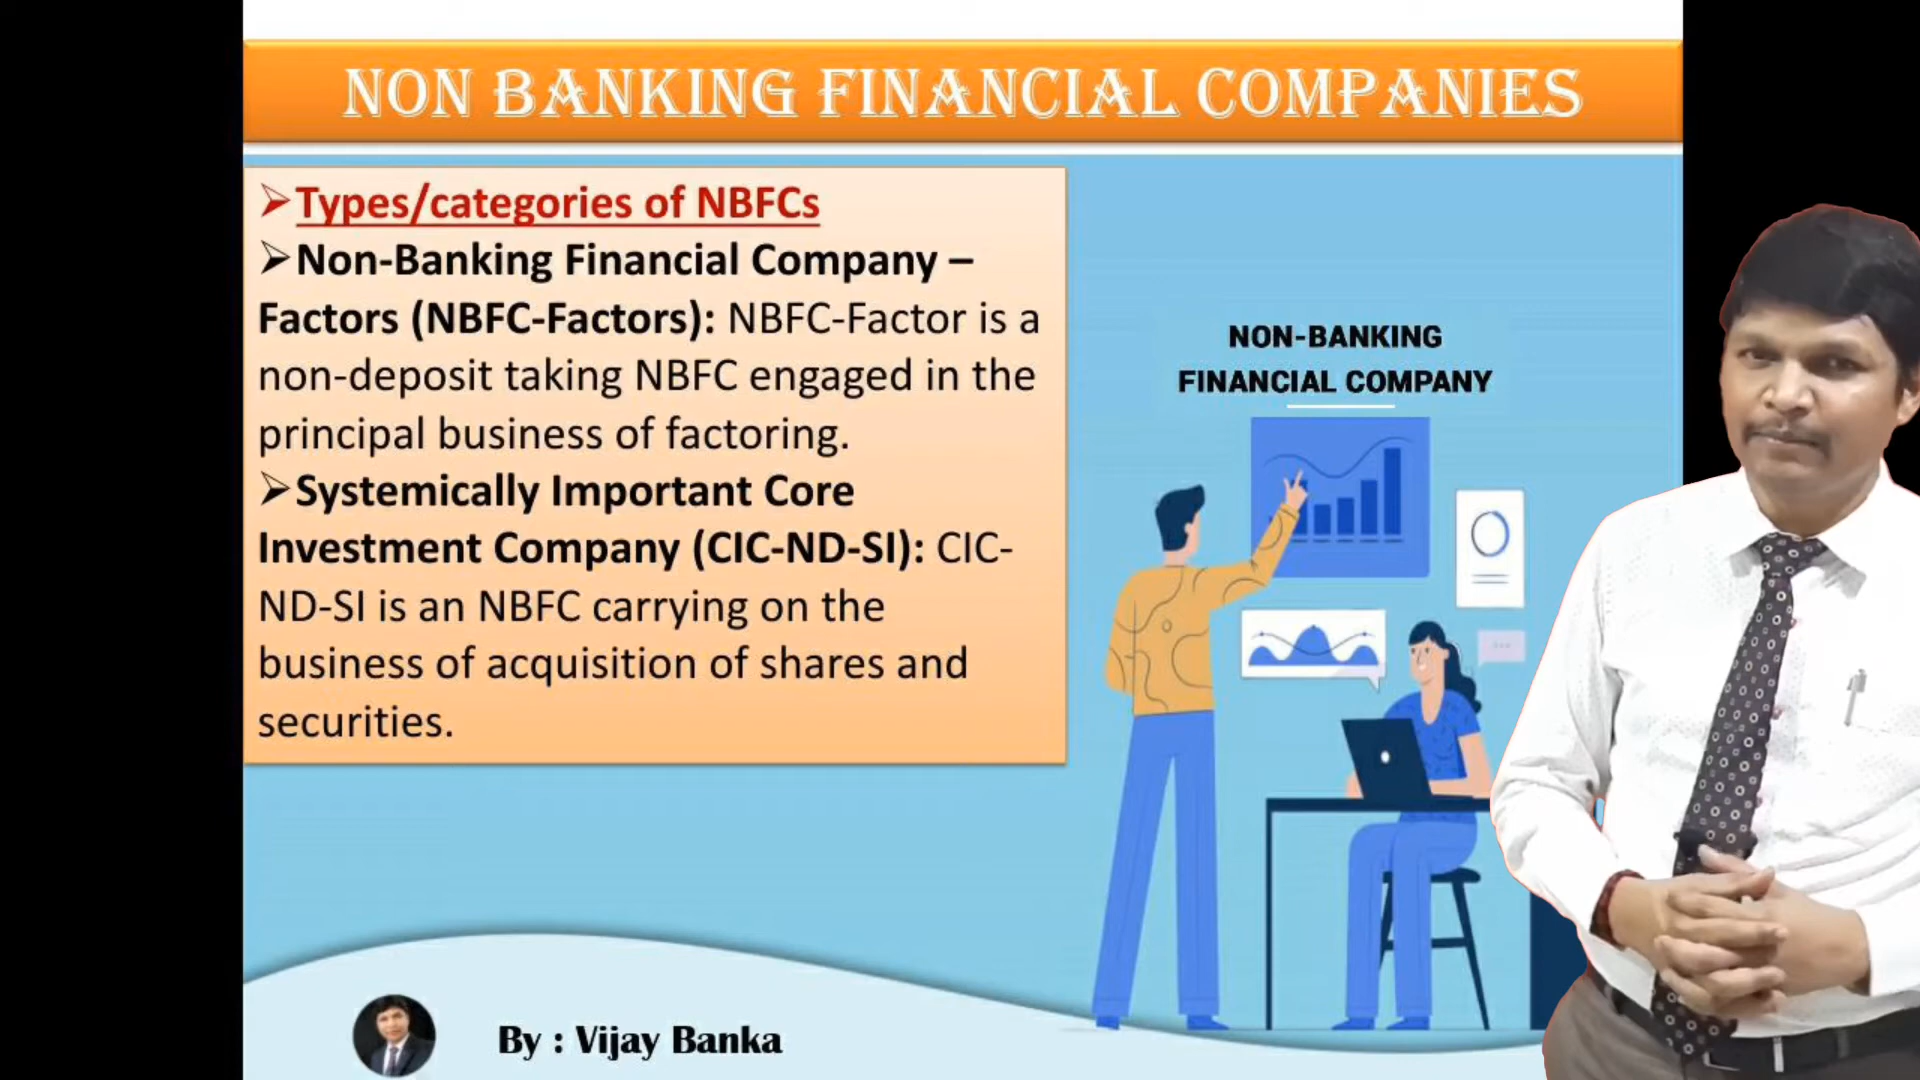 NON BANKING FINANCIAL COMPANIES
➢Types/categories of NBFCs
➢Non-Banking Financial Company –
Factors (NBFC-Factors): NBFC-Factor is a
non-deposit taking NBFC engaged in the
principal business of factoring.
➢Systemically Important Core
Investment Company (CIC-ND-SI): CIC-
ND-SI is an NBFC carrying on the
business of acquisition of shares and
securities.
NON-BANKING
FINANCIAL COMPANY
By : Vijay Banka